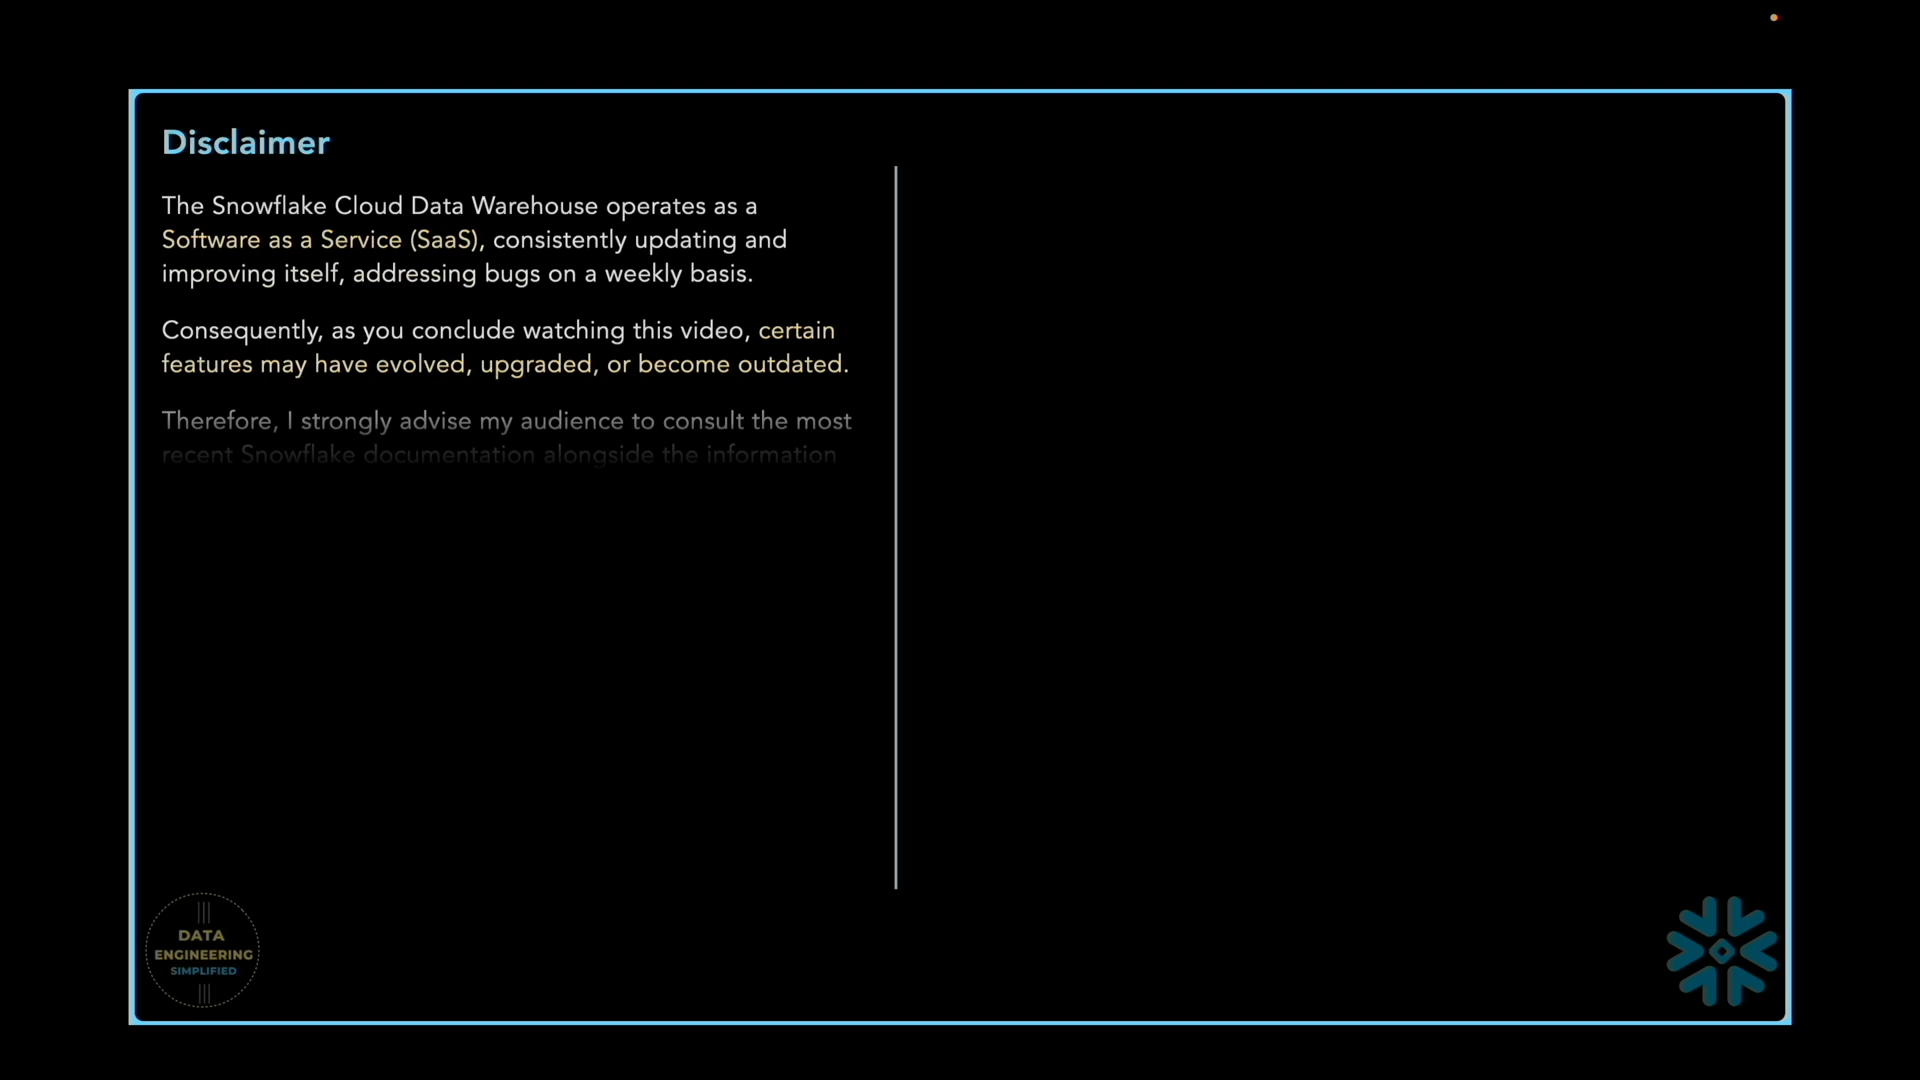 Disclaimer
The Snowflake Cloud Data Warehouse operates as a
Software as a Service (SaaS), consistently updating and
improving itself, addressing bugs on a weekly basis.
Consequently, as you conclude watching this video, certain
features may have evolved, upgraded, or become outdated.
Therefore, I strongly advise my audience to consult the most
recent Snowflake documentation alongside the information
DATA
ENGINEERING
SIMPLIFIED